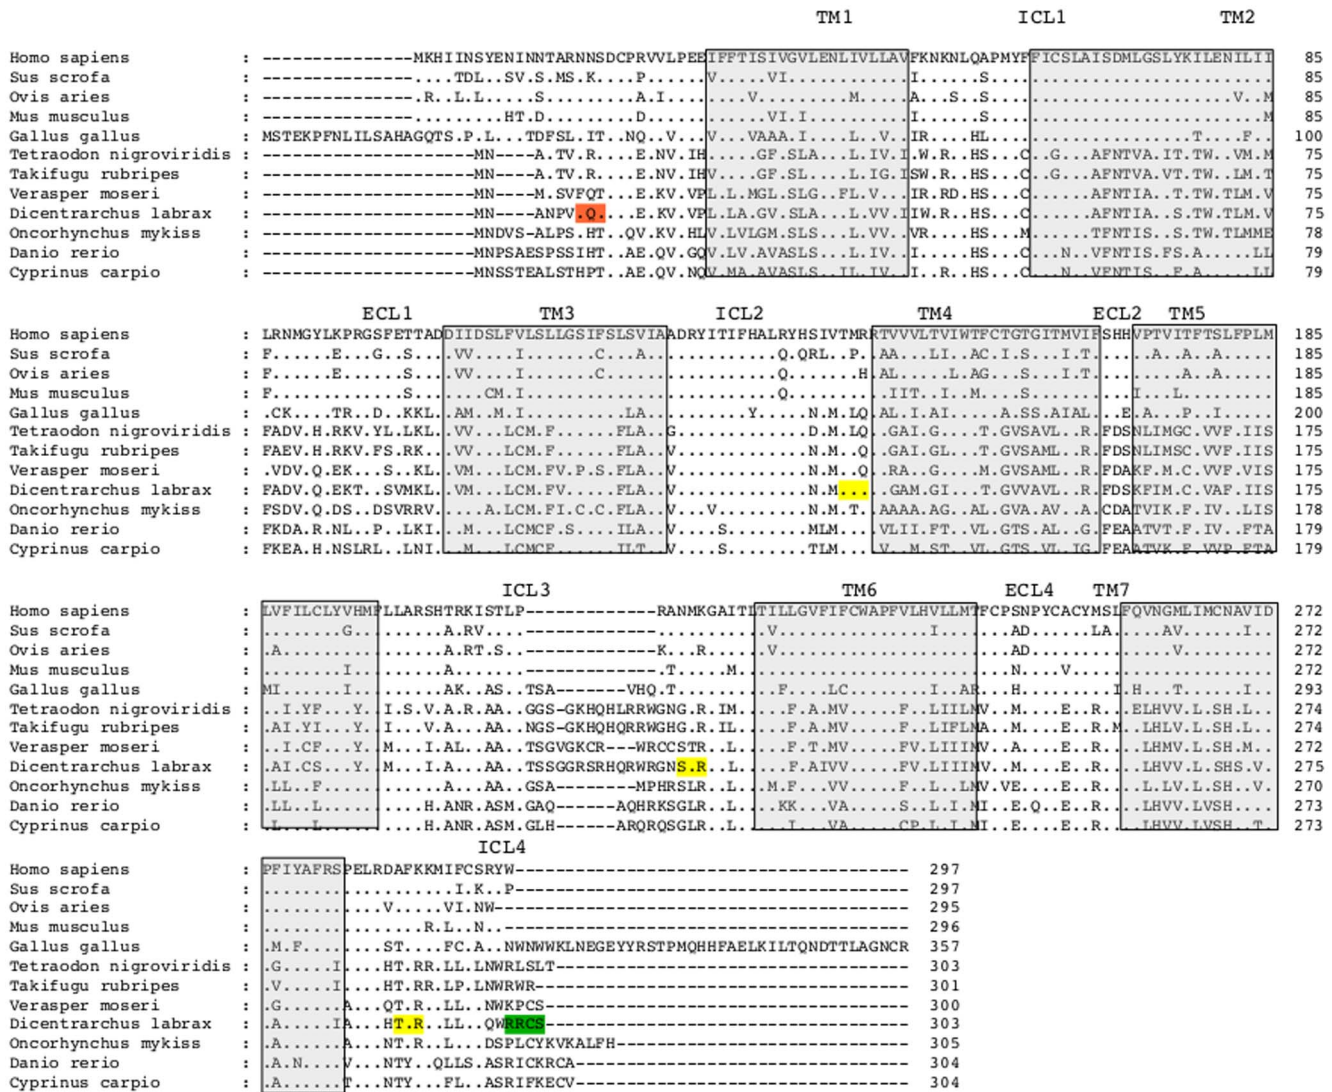 TM1 ICL1 TM2
Homo sapiens : ---------------MKHIINSYENINNTARNNSDCPRVVLPEEIFFTISIVGVLENLIVLLAVFKNKNLQAPMYFFICSLAISDMLGSLYKILENILII 85
Sus scrofa : ---------------....TDL..SV.S.MS.K....P......V.....VI............I.....S............................. 85
Ovis aries : ---------------.R..L.L.....S.........A.I........V.........M.....A...S..S.........................V..M 85
Mus musculus : ---------------.........HT.D.........D............VI.I..........I.....S.............................M 85
Gallus gallus : MSTEKPFNLILSAHAGQTS.P.L...TDFSL.IT..NQ..V..V...VAAA.I.....L..V..IR....HL.....................T....F.. 100
Tetraodon nigroviridis : ---------------------MN----A.TV.R....E.NV.IH.....GF.SLA...L.IV.I.W.R..HS...C..G...AFNTVA.IT.TW..VM.M 75
Takifugu rubripes : ---------------------MN----A.TV.R....E.NV.IHV....GF.SL....L.IG.ISW.R..HS...C......AFNTVA.VT.TW..LM.T 75
Verasper moseri : ---------------------MN----M.SVFQT...E.KV.VPL.L.MGL.SLG..FL.V...IR.RD.HS...C......AFNTIA..T.TW.TLM.V 75
Dicentrarchus labrax : ---------------------MN----ANPV.Q....E.KV.VPL.LA.GV.SLA...L.VV.IIW.R..HS...C......AFNTIA..S.TW.TLM.V 75
Oncorhynchus mykiss : ---------------------MNDVS-ALPS.HT..QV.KV.HLV.LVLGM.SLS...L.IV...VR...HS...M......TFNTIS..S.TW.TLMME 78
Danio rerio : ---------------------MNPSAESPSSIHT..AE.QV.GQVLV.AVASLS....L.IV..I..R..HS...C...N..VFNTIS.FS.A.....LL 79
Cyprinus carpio : ---------------------MNSSTEALSTHPT..AE.QV.NQV.MA.AVASLS...IL.IV..I..R..HS...C...N..VFNTIS..F.A.....LL 79
ECL1 TM3 ICL2 TM4 ECL2 TM5
Homo sapiens : LRNMGYLKPRGSFETTADDIIDSLFVLSLLGSIFSLSVIAADRYITIFHALRYHSIVTMRRTVVVLTVIWTFCTGTGITMVIFSHHVPTVITFTSLFPLM 185
Sus scrofa : F......E...G..S....VV....I.......C...A...........Q.QRL..P..AA...LI..AC.I.S...I.T.....A..A...A...... 185
Ovis aries : F......E......S....VV....I.......C...............Q.......H.AL.....L.AG...S...I.T.........A..A...... 185
Mus musculus : F.....................CM.I.......................Q..........IIT.I...M....S.........I...L........... 185
Gallus gallus : .CK....TR..D..KKL..AM..M.I..........LA........Y.....N.M.LQ.AL.I.AI.....A.SS.AIAL...E.A...P..I...... 200
Tetraodon nigroviridis : FADV.H.RKV.YL.LKL..VV...LCM.F......FLA..G.............D.M.LQ..GAI.G....T.GVSAVL..R.FDSNLIMGC.VVF.IIS 175
Takifugu rubripes : FAEV.H.RKV.FS.RK...VV...LCM.F......FLA..V.............N.M..Q..GAI.GL...T.GVSAML..R.FDSNLIMSC.VVF.IIS 175
Verasper moseri : .VDV.Q.EK...S..KL..VM...LCM.FV.P.S.FLA..V.............N.M..Q..RA..G....M.GVSAML..R.FDAKF.M.C.VVF.VIS 175
Dicentrarchus labrax : FADV.Q.EKT..SVMKL..VM...LCM.FV.....FLA..V.............N.M.....GAM.GI...T.GVVAVL..G.FDSKFIM.C.VAF.IIS 175
Oncorhynchus mykiss : FSDV.Q.DS..DSVRRV.....A.LCM.FI.C.C.FLA..V...V.........N.M.T..AAAA.AG..AL.GVA.AV..A.CDATVIK.F.IV..LIS 178
Danio rerio : FKDA.R.NL..P..LKI...M...LCMCF.S....ILA..V....S........MLM....VLII.FT..VL.GTS.AL..G.FEAATVT.F.IV..FTA 179
Cyprinus carpio : FKEA.H.NSLRL..LNI.....M...LCMCF......ILT..V............TLM....V..M.ST..VL.GTS.VL..IG.FEAATVK.F.VVP.FTA 179
ICL3 TM6 ECL4 TM7
Homo sapiens : LVFILCLYVHMFLLARSHTRKISTLP-------------RANMKGAITLTILLGVFIFCWAPFVLHVLLMTFCPSNPYCACYMSLFQVNGMLIMCNAVID 272
Sus scrofa : ........G.........A.RV....-------------............V................I.......AD......LA.....AV......I.. 272
Ovis aries : .A................A.RT.S..-------------K...R.................................AD..............V......... 272
Mus musculus : ........I.........A.......-------------.T.....M............................N....V..................... 272
Gallus gallus : MI......I.........AK..AS..TSA--------VHQ.T..........F....LC........I..AR...H.........I.H...T......I.. 293
Tetraodon nigroviridis : ..I.YF...Y..I.S.V.A.R..AA..GGS-GKHQHLRRWGNG.R.IM.....F.A.MV.....F..LIILMV..M....E..R..ELHVV.L.SH.L.. 274
Takifugu rubripes : .AI.YI...Y..I...V.A....AA..NGS-GKHQHQRRWGHG.R.IL.....F.A.MV.....F..LIFLMA..M....E..R.M.LHVV.L.SH.L.. 274
Verasper moseri : ..I.CF...Y..M...I.AL...AA..TSGVGKCR---WRCCSTR..L.....F.T.MV.....FV.LIIIMV..A....E..R...LHMV.L.SH.M.. 272
Dicentrarchus labrax : .AI.CS...Y..M...I.A....AA..TSSGGRSRHQRWRGNS.R..L.....F.AIVV.....FV.LIIIMV..M....E..R...LHVV.L.SHS.V. 275
Oncorhynchus mykiss : .LL..F............A....AA..GSA--------MPHRSLR..L...M.F...VV.....F..L.I.LMV.VE....E..R...LHVV.L.SH..V. 270
Danio rerio : .LL..L..........H.ANR.ASM.GAQ------AQHRKSGLR..L....KK...VA.....S..L.I.MI..E.Q..E..R...LHVV.LVSH.... 273
Cyprinus carpio : .L...L..........H.ANR.ASM.GLH------ARQRQSGLR..L.....I...VA......CP.L.I.MI..E....E..R...LHVV.LVSH..T. 273
ICL4
Homo sapiens : PFIYAFRSPELRDAFKKMIFCSRYW--------------------------------------- 297
Sus scrofa : ...................I.K..P--------------------------------------- 297
Ovis aries : ............V.....VI.NW----------------------------------------- 295
Mus musculus : ................R.L..N..---------------------------------------- 296
Gallus gallus : .M.F........ST....FC.A..NWNWWKLNEGEYYRSTPMQHHFAELKILTQNDTTLAGNCR 357
Tetraodon nigroviridis : .G.....I....HT.RR.LL.LNWRLSLT----------------------------------- 303
Takifugu rubripes : .V.....I....HT.RR.LP.LNWRWR------------------------------------- 301
Verasper moseri : .G......A...QT.R..LL..NWKPCS------------------------------------ 300
Dicentrarchus labrax : .A.....IA...HT.R..LL..QWRRCS------------------------------------ 303
Oncorhynchus mykiss : .A......A...NT.R..L...DSPLCYKVKALFH----------------------------- 305
Danio rerio : .A.N....V...NTY..QLLS.ASRICKRCA--------------------------------- 304
Cyprinus carpio : .A......T...NTY...FL..ASRIFKECV--------------------------------- 304